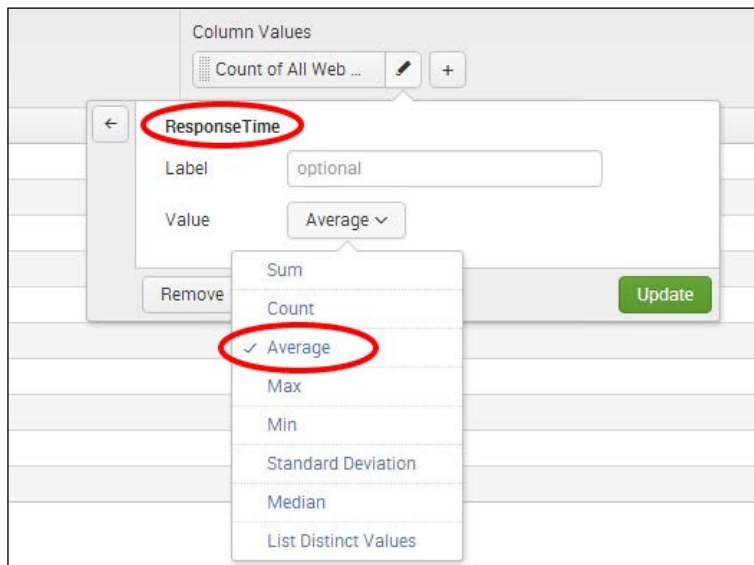 Column Values
Count of All Web ...
+
ResponseTime
Label optional
Value Average
Sum
Remove
Update
Count
Average
Max
Min
Standard Deviation
Median
List Distinct Values